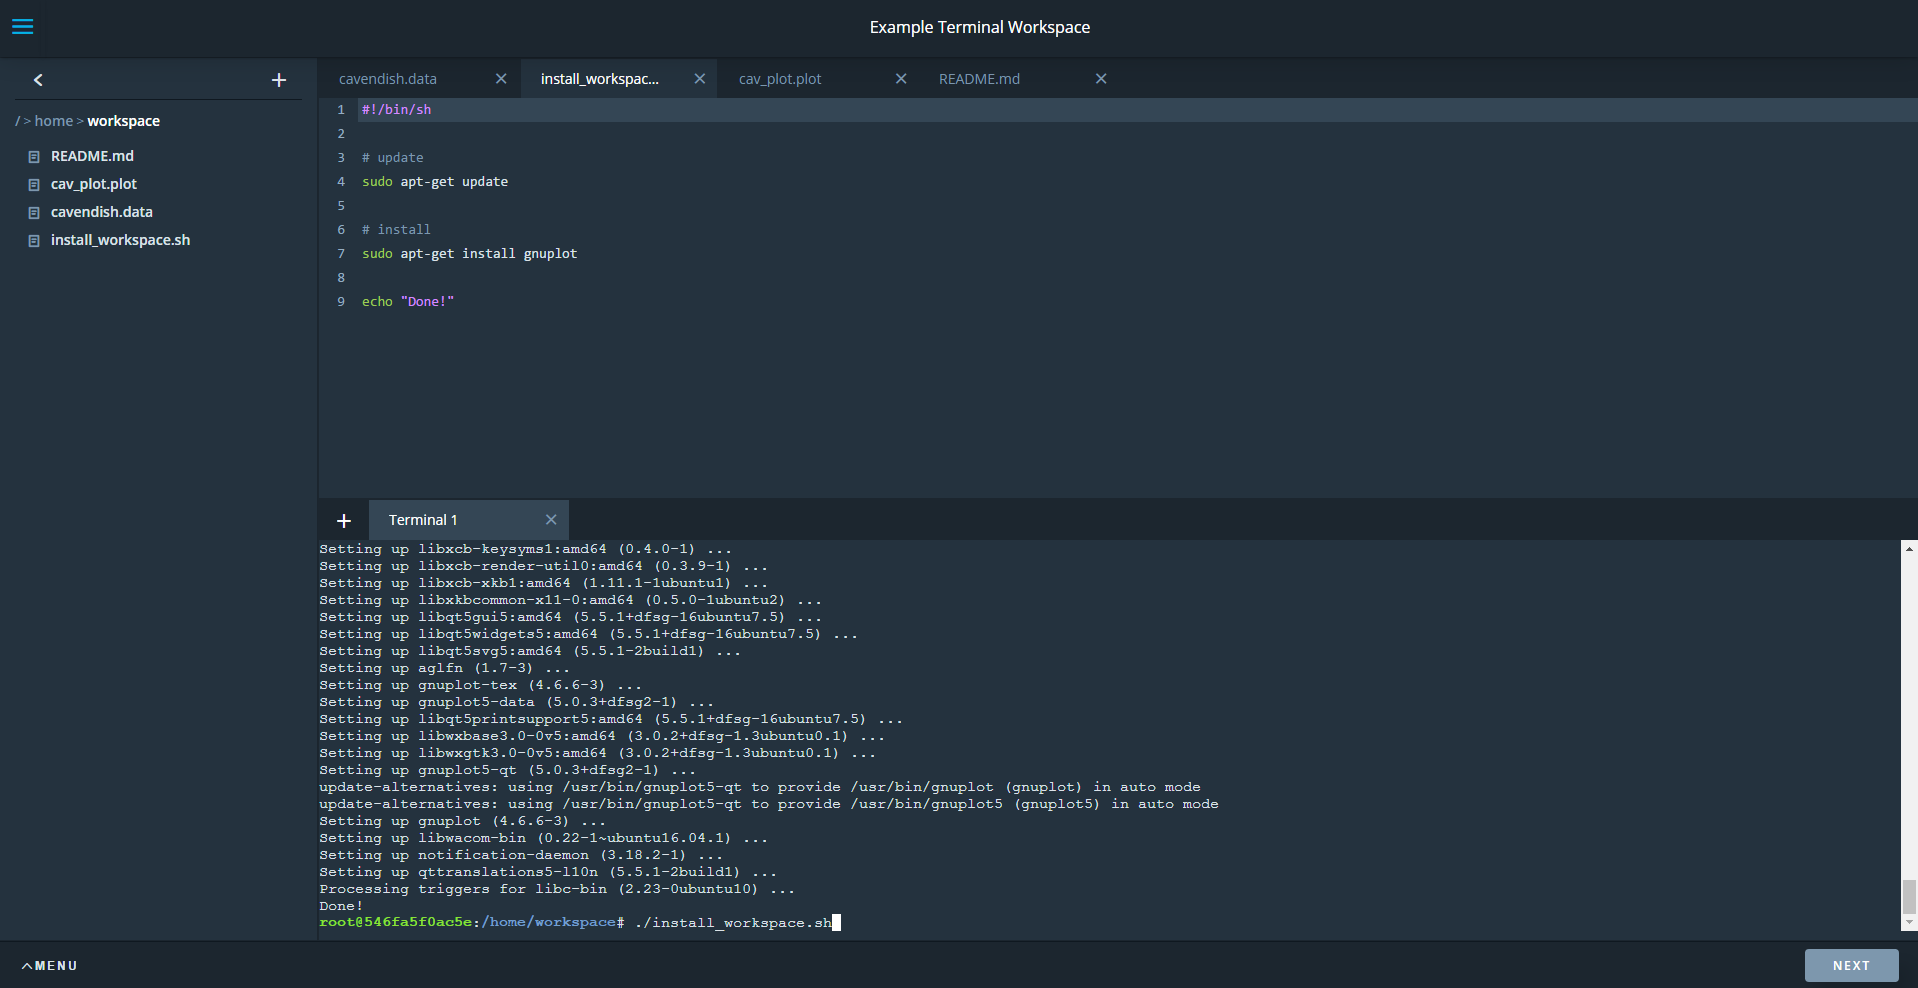 Example Terminal Workspace
/ > home > workspace
README.md
cav_plot.plot
cavendish.data
install_workspace.sh
cavendish.data install_workspac... cav_plot.plot README.md
1 #!/bin/sh
2
3 # update
4 sudo apt-get update
5
6 # install
7 sudo apt-get install gnuplot
8
9 echo "Done!"
Terminal 1
Setting up libxcb-keysyms1:amd64 (0.4.0-1) ...
Setting up libxcb-render-util0:amd64 (0.3.9-1) ...
Setting up libxcb-xkb1:amd64 (1.11.1-1ubuntu1) ...
Setting up libxkbcommon-x11-0:amd64 (0.5.0-1ubuntu2) ...
Setting up libqt5gui5:amd64 (5.5.1+dfsg-16ubuntu7.5) ...
Setting up libqt5widgets5:amd64 (5.5.1+dfsg-16ubuntu7.5) ...
Setting up libqt5svg5:amd64 (5.5.1-2build1) ...
Setting up aglfn (1.7-3) ...
Setting up gnuplot-tex (4.6.6-3) ...
Setting up gnuplot5-data (5.0.3+dfsg2-1) ...
Setting up libqt5printsupport5:amd64 (5.5.1+dfsg-16ubuntu7.5) ...
Setting up libwxbase3.0-0v5:amd64 (3.0.2+dfsg-1.3ubuntu0.1) ...
Setting up libwxgtk3.0-0v5:amd64 (3.0.2+dfsg-1.3ubuntu0.1) ...
Setting up gnuplot5-qt (5.0.3+dfsg2-1) ...
update-alternatives: using /usr/bin/gnuplot5-qt to provide /usr/bin/gnuplot (gnuplot) in auto mode
update-alternatives: using /usr/bin/gnuplot5-qt to provide /usr/bin/gnuplot5 (gnuplot5) in auto mode
Setting up gnuplot (4.6.6-3) ...
Setting up libwacom-bin (0.22-1~ubuntu16.04.1) ...
Setting up notification-daemon (3.18.2-1) ...
Setting up qttranslations5-l10n (5.5.1-2build1) ...
Processing triggers for libc-bin (2.23-0ubuntu10) ...
Done!
root@546fa5f0ac5e:/home/workspace# ./install_workspace.sh
MENU
NEXT